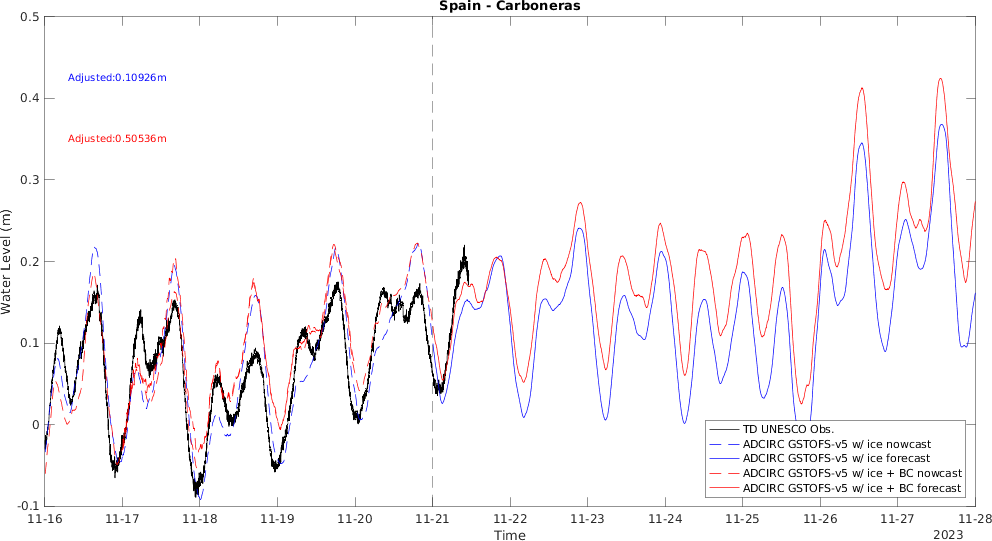 Spain - Carboneras
0.5
0.4
0.3
0.2
0.1
0
-0.1
Water Level (m)
Adjusted:0.10926m
Adjusted:0.50536m
TD UNESCO Obs.
ADCIRC GSTOFS-v5 w/ ice nowcast
ADCIRC GSTOFS-v5 w/ ice forecast
ADCIRC GSTOFS-v5 w/ ice + BC nowcast
ADCIRC GSTOFS-v5 w/ ice + BC forecast
11-16 11-17 11-18 11-19 11-20 11-21 11-22 11-23 11-24 11-25 11-26 11-27 11-28
Time
2023